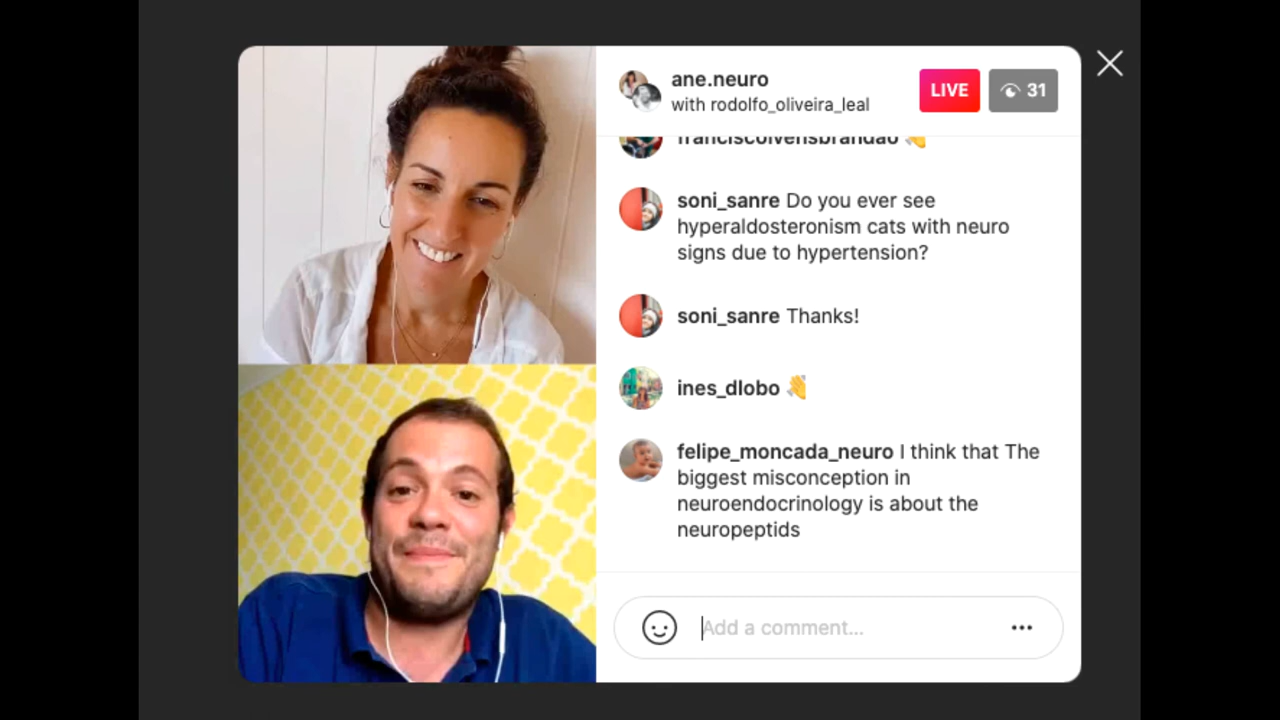 ane.neuro
with rodolfo_oliveira_leal
LIVE
31
soni_sanre Do you ever see
hyperaldosteronism cats with neuro
signs due to hypertension?
soni_sanre Thanks!
ines_dlobo 👋
felipe_moncada_neuro I think that The
biggest misconception in
neuroendocrinology is about the
neuropeptids
Add a comment...